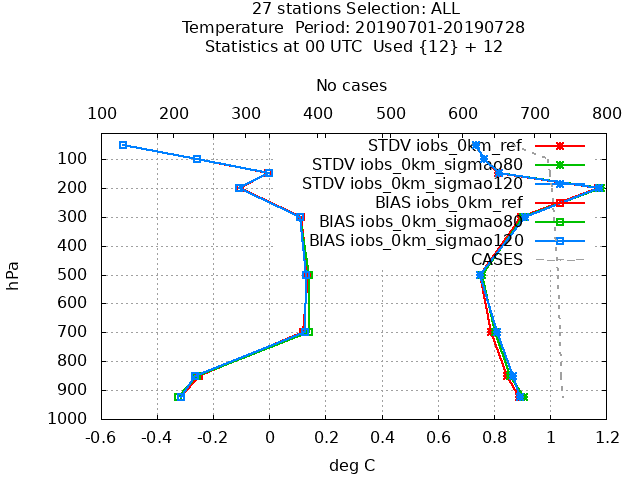 27 stations Selection: ALL
Temperature  Period: 20190701-20190728
Statistics at 00 UTC  Used {12} + 12
No cases
100 200 300 400 500 600 700 800
STDV iobs_0km_ref
STDV iobs_0km_sigmao80
STDV iobs_0km_sigmao120
BIAS iobs_0km_ref
BIAS iobs_0km_sigmao80
BIAS iobs_0km_sigmao120
CASES
hPa
100
200
300
400
500
600
700
800
900
1000
-0.6 -0.4 -0.2 0 0.2 0.4 0.6 0.8 1 1.2
deg C